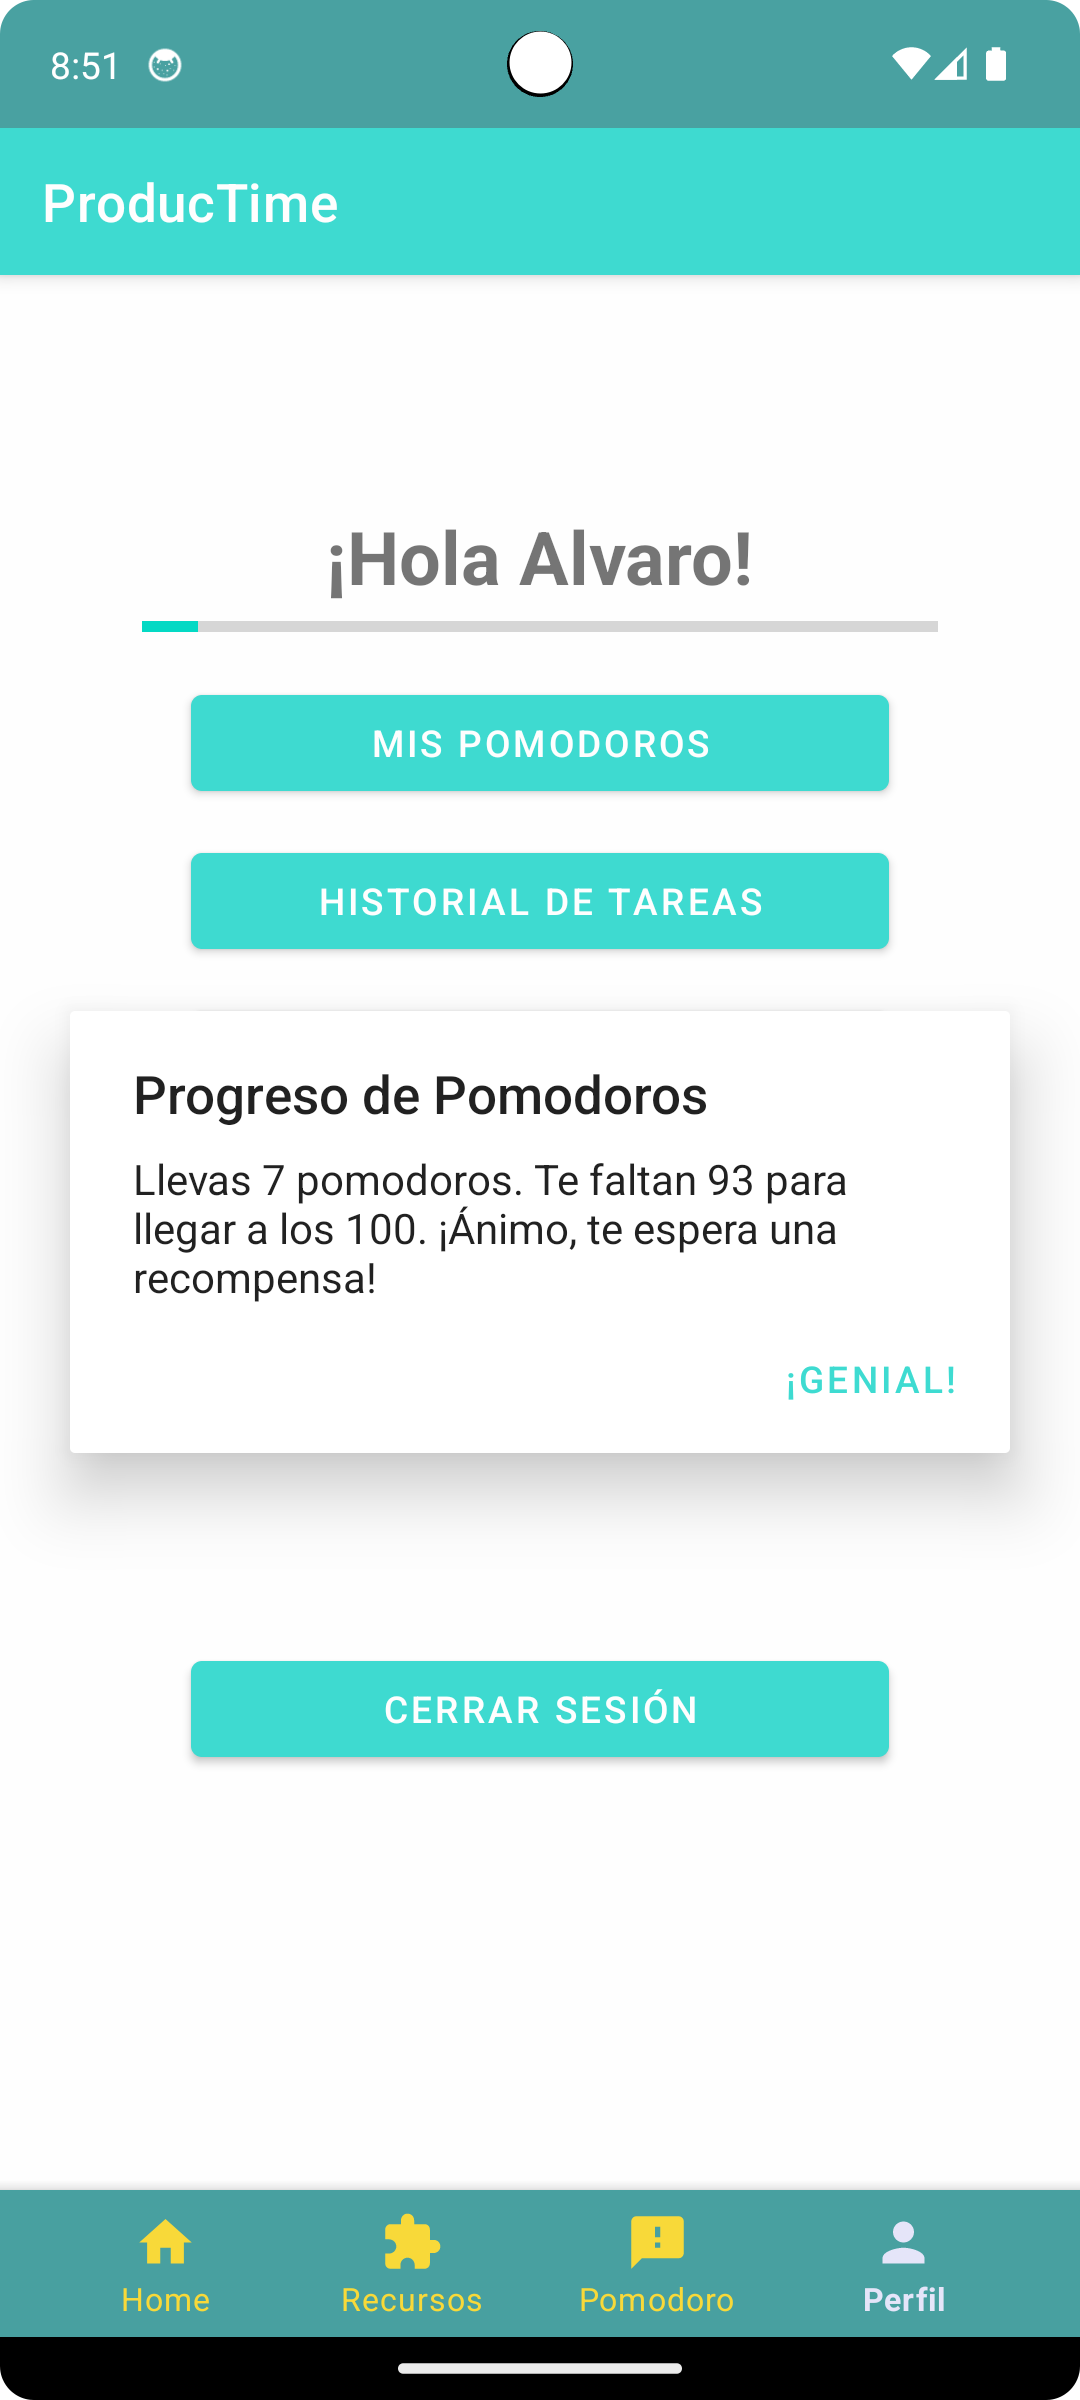 8:51
ProducTime
¡Hola Alvaro!
MIS POMODOROS
HISTORIAL DE TAREAS
Progreso de Pomodoros
Llevas 7 pomodoros. Te faltan 93 para
llegar a los 100. ¡Ánimo, te espera una
recompensa!
¡GENIAL!
CERRAR SESIÓN
Home
Recursos
Pomodoro
Perfil